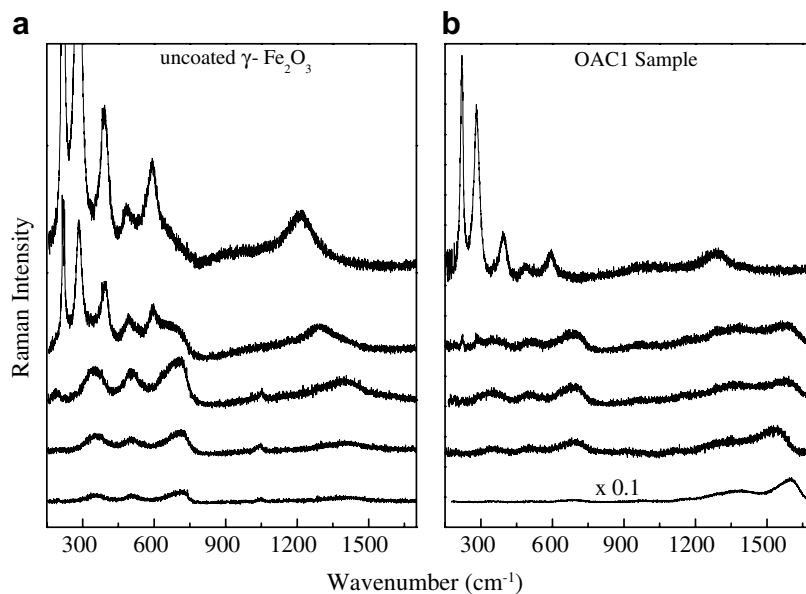 a
b
uncoated γ- Fe₂O₃
OAC1 Sample
Raman Intensity
x 0.1
300 600 900 1200 1500
300 600 900 1200 1500
Wavenumber (cm⁻¹)